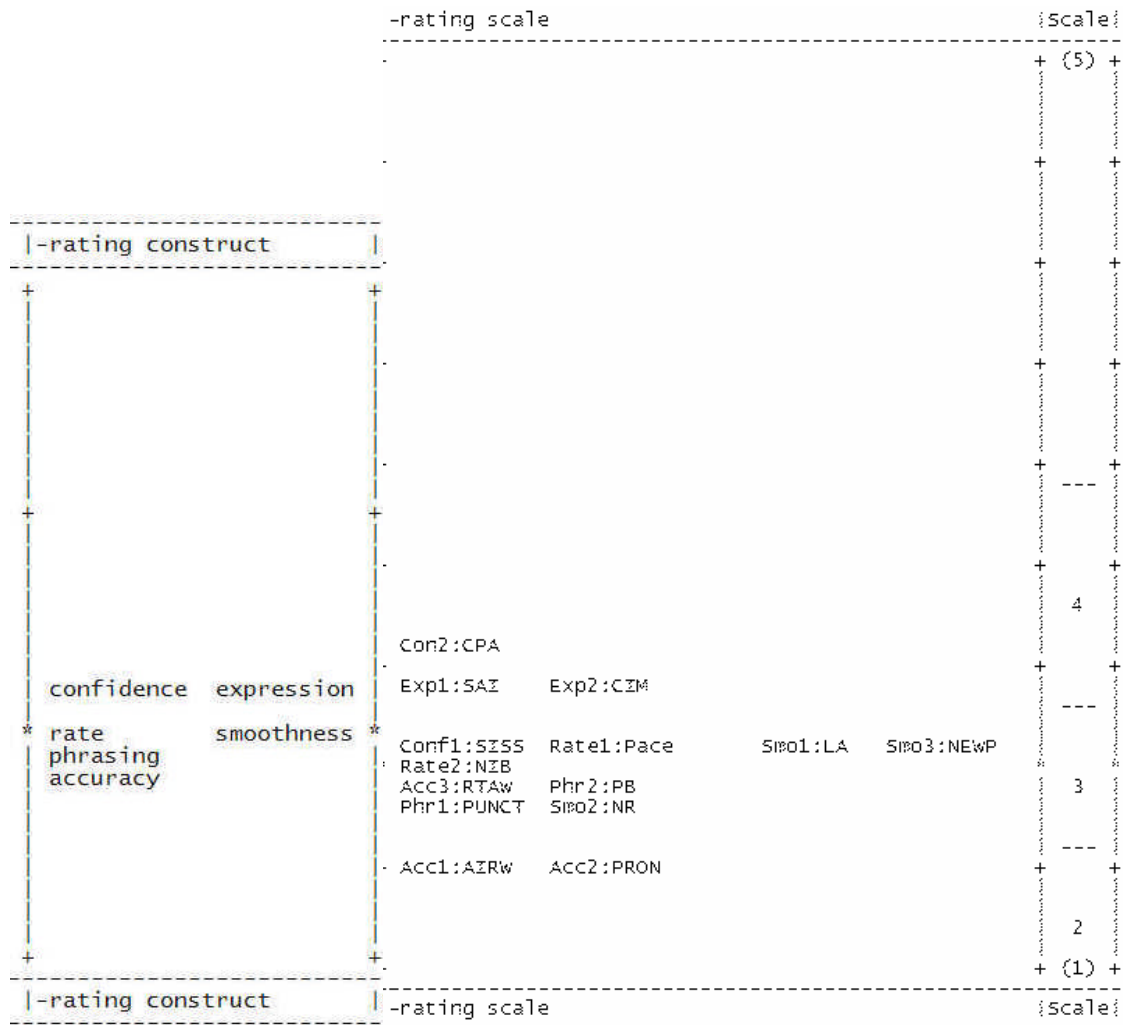 -rating scale |Scale|
+ (5) +
|-rating construct |
---
4
Con2:CPA
confidence expression
Exp1:SAI Exp2:CIM
---
* rate smoothness *
phrasing
accuracy
Conf1:SISS Rate1:Pace Smo1:LA Smo3:NEWP
Rate2:NIB
Acc3:RTAW Phr2:PB 3
Phr1:PUNCT Smo2:NR
---
Acc1:AIRW Acc2:PRON
2
+ (1) +
|-rating construct |
-rating scale |Scale|